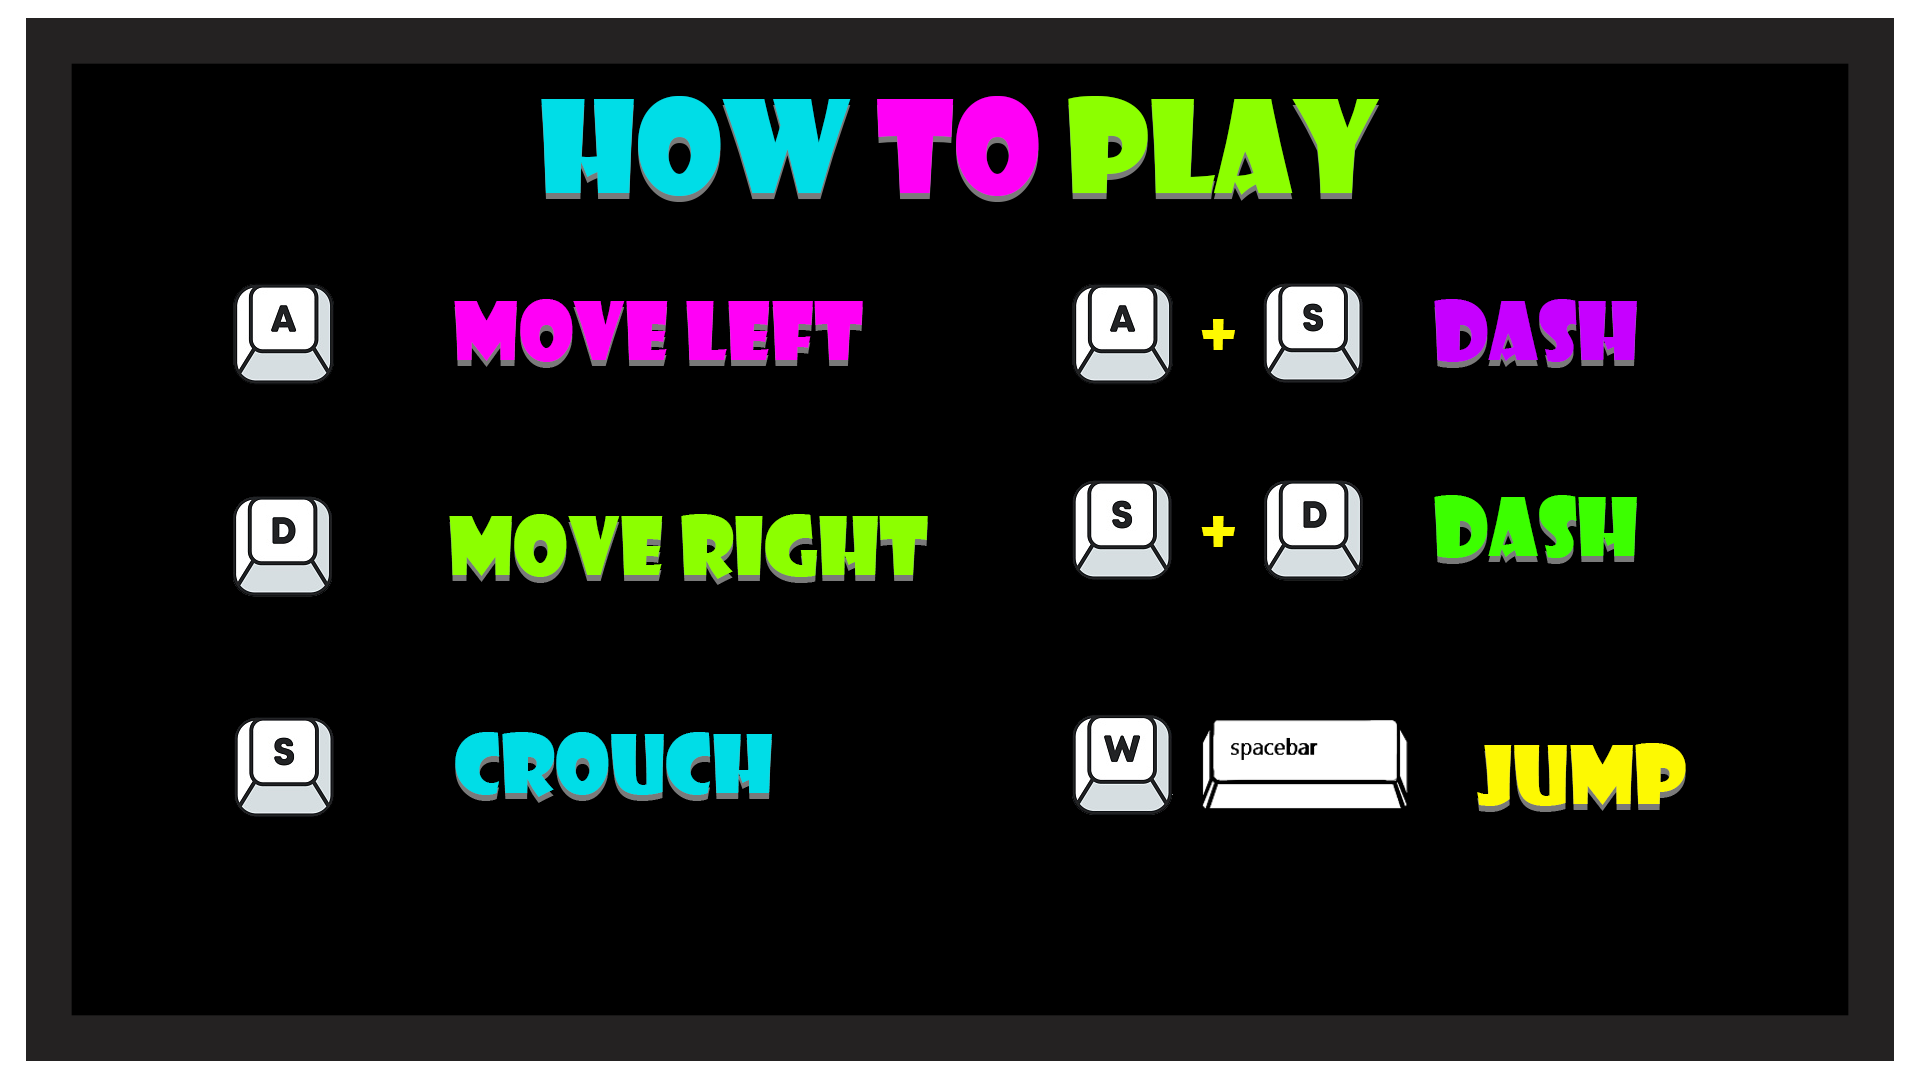 HOW TO PLAY
A MOVE LEFT
D MOVE RIGHT
S CROUCH
A + S DASH
S + D DASH
W spacebar JUMP